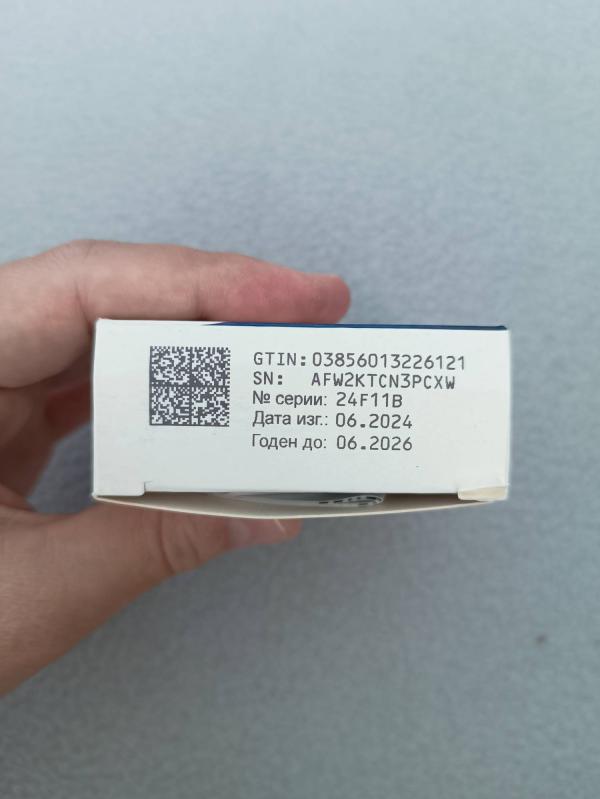 GTIN: 03856013226121
SN: AFW2KTCN3PCXW
№ серии: 24F11B
Дата изг.: 06.2024
Годен до: 06.2026